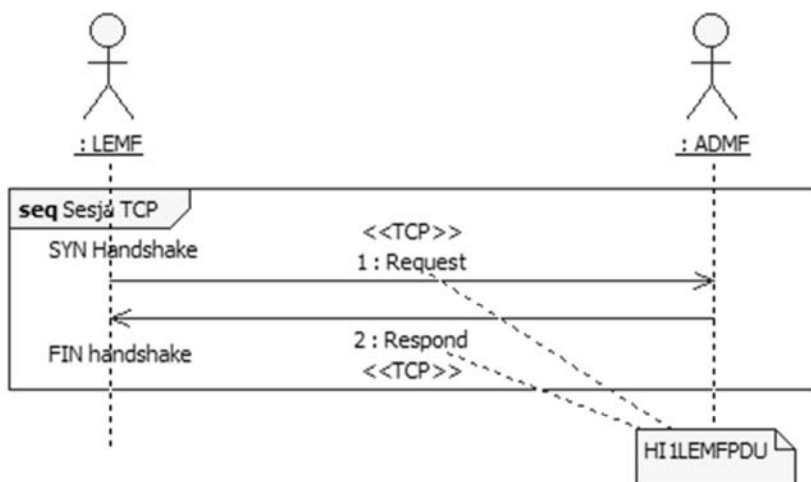 : LEMF
: ADMF
seq Sesja TCP
SYN Handshake
<<TCP>>
1 : Request
2 : Respond
FIN handshake
<<TCP>>
HI1LEMFPDU